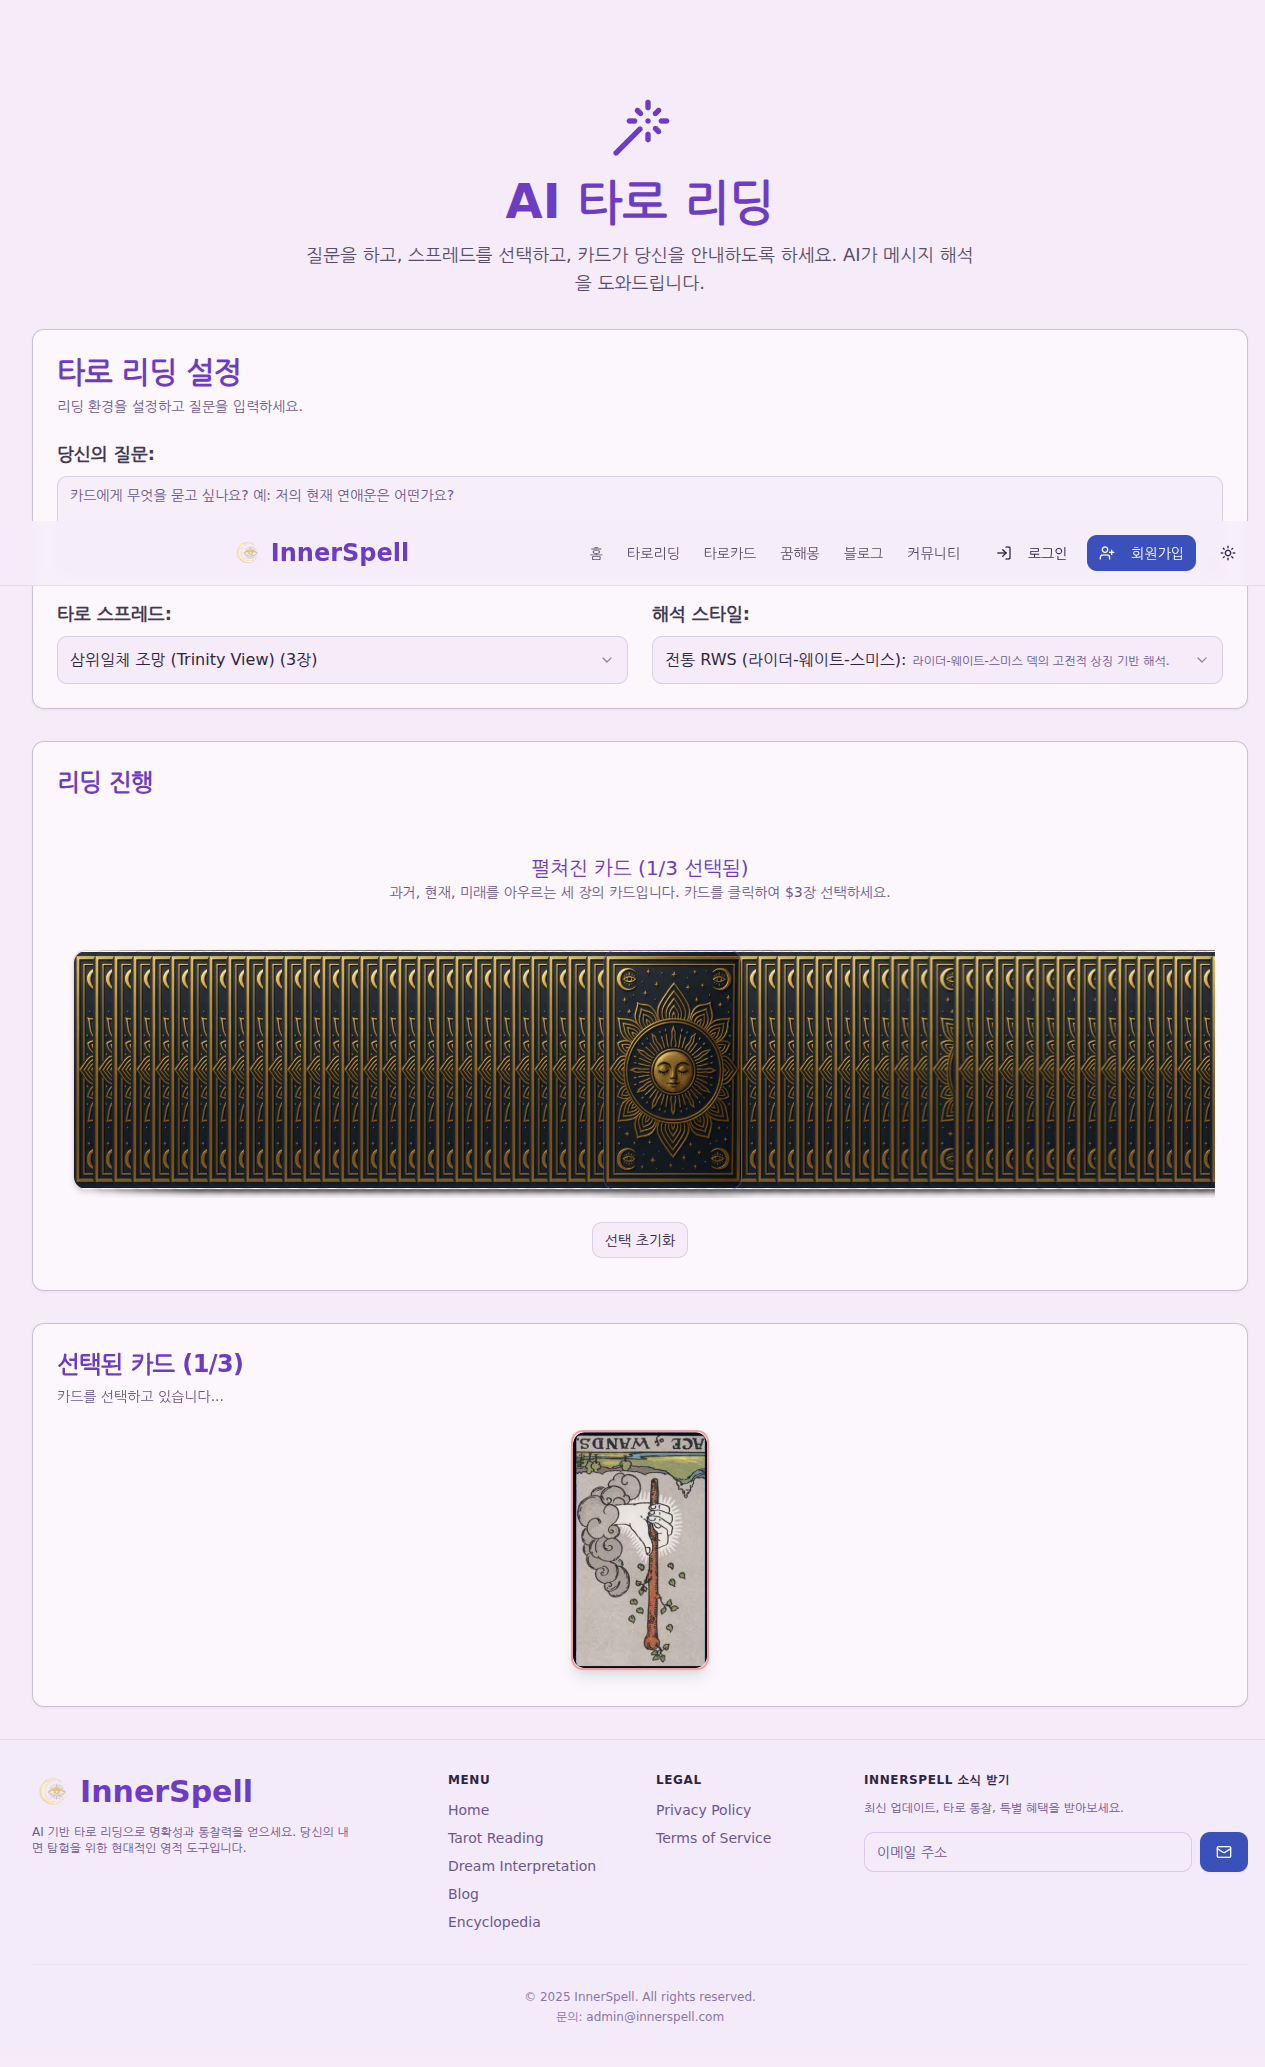 AI 타로 리딩
질문을 하고, 스프레드를 선택하고, 카드가 당신을 안내하도록 하세요. AI가 메시지 해석
을 도와드립니다.
타로 리딩 설정
리딩 환경을 설정하고 질문을 입력하세요.
당신의 질문:
카드에게 무엇을 묻고 싶나요? 예: 저의 현재 연애운은 어떤가요?
InnerSpell 홈 타로리딩 타로카드 꿈해몽 블로그 커뮤니티 로그인 회원가입
타로 스프레드: 해석 스타일:
삼위일체 조망 (Trinity View) (3장) 전통 RWS (라이더-웨이트-스미스): 라이더-웨이트-스미스 덱의 고전적 상징 기반 해석.
리딩 진행
펼쳐진 카드 (1/3 선택됨)
과거, 현재, 미래를 아우르는 세 장의 카드입니다. 카드를 클릭하여 $3장 선택하세요.
선택 초기화
선택된 카드 (1/3)
카드를 선택하고 있습니다...
ACE of WANDS
InnerSpell
AI 기반 타로 리딩으로 명확성과 통찰력을 얻으세요. 당신의 내
면 탐험을 위한 현대적인 영적 도구입니다.
MENU
Home
Tarot Reading
Dream Interpretation
Blog
Encyclopedia
LEGAL
Privacy Policy
Terms of Service
INNERSPELL 소식 받기
최신 업데이트, 타로 통찰, 특별 혜택을 받아보세요.
이메일 주소
© 2025 InnerSpell. All rights reserved.
문의: admin@innerspell.com